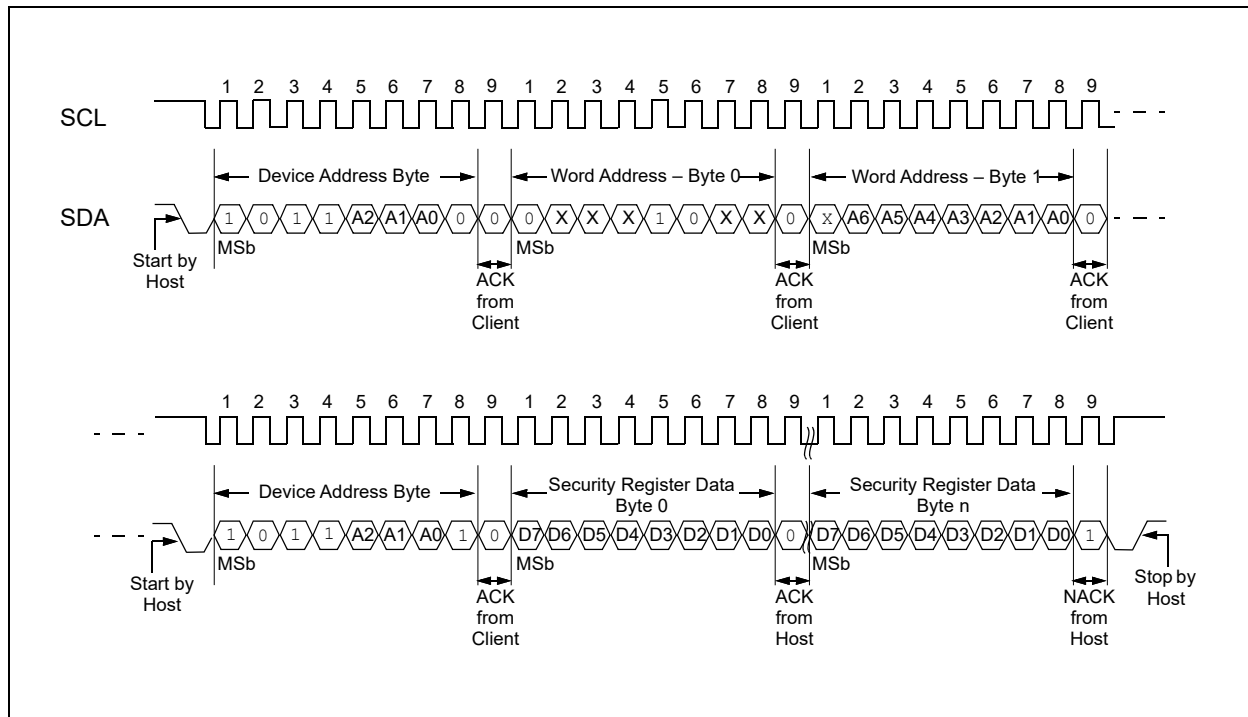 1 2 3 4 5 6 7 8 9 1 2 3 4 5 6 7 8 9 1 2 3 4 5 6 7 8 9
SCL
Device Address Byte Word Address – Byte 0 Word Address – Byte 1
SDA 1 0 1 1 A2 A1 A0 0 0 0 X X X 1 0 X X 0 X A6 A5 A4 A3 A2 A1 A0 0
MSb MSb MSb
Start by
Host
ACK
from
Client
ACK
from
Client
ACK
from
Client
1 2 3 4 5 6 7 8 9 1 2 3 4 5 6 7 8 9 1 2 3 4 5 6 7 8 9
Device Address Byte
Security Register Data
Byte 0
Security Register Data
Byte n
1 0 1 1 A2 A1 A0 1 0 D7 D6 D5 D4 D3 D2 D1 D0 0 D7 D6 D5 D4 D3 D2 D1 D0 1
MSb MSb MSb
Start by
Host
ACK
from
Client
ACK
from
Host
NACK
from
Host
Stop by
Host